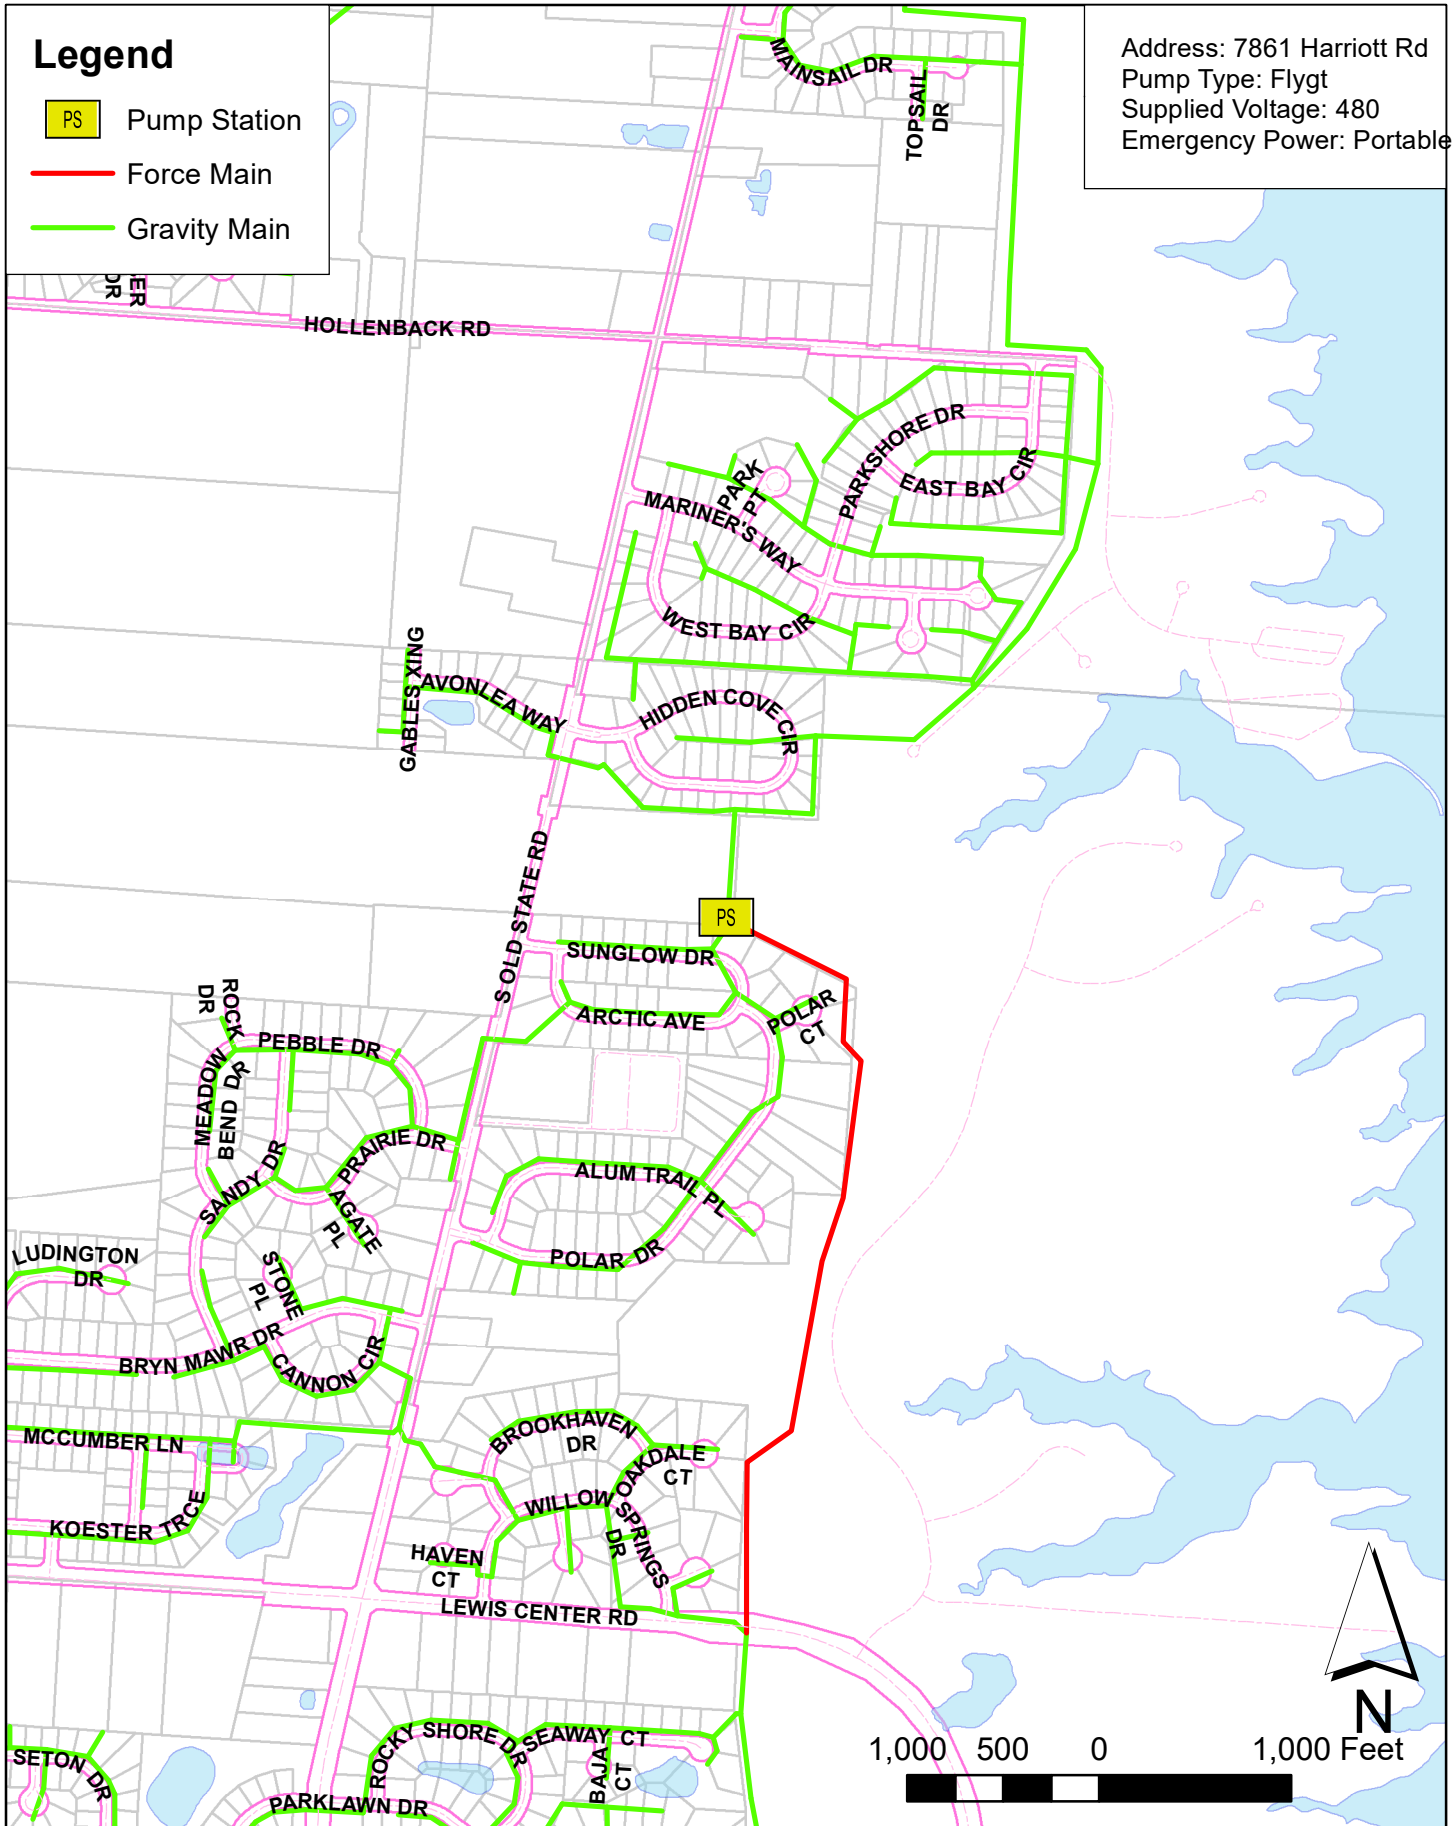 Legend
PS Pump Station
Force Main
Gravity Main
Address: 7861 Harriott Rd
Pump Type: Flygt
Supplied Voltage: 480
Emergency Power: Portable
MAINSAIL DR
TOPSAIL
DR
ER
DR
HOLLENBACK RD
PARKSHORE DR
EAST BAY CIR
PARK
PT
MARINER'S WAY
WEST BAY CIR
GABLES XING
AVONLEA WAY
HIDDEN COVE CIR
S OLD STATE RD
PS
SUNGLOW DR
ARCTIC AVE
POLAR
CT
ROCK
DR
PEBBLE DR
MEADOW
BEND DR
PRAIRIE DR
SANDY DR
AGATE
PL
ALUM TRAIL PL
POLAR DR
LUDINGTON
DR
STONE
PL
BRYN MAWR DR
CANNON CIR
MCCUMBER LN
KOESTER TRCE
BROOKHAVEN
DR
OAKDALE
CT
WILLOW SPRINGS
DR
HAVEN
CT
LEWIS CENTER RD
ROCKY SHORE DR
SEAWAY CT
BAJA
CT
SETON DR
PARKLAWN DR
N
1,000 500 0 1,000 Feet